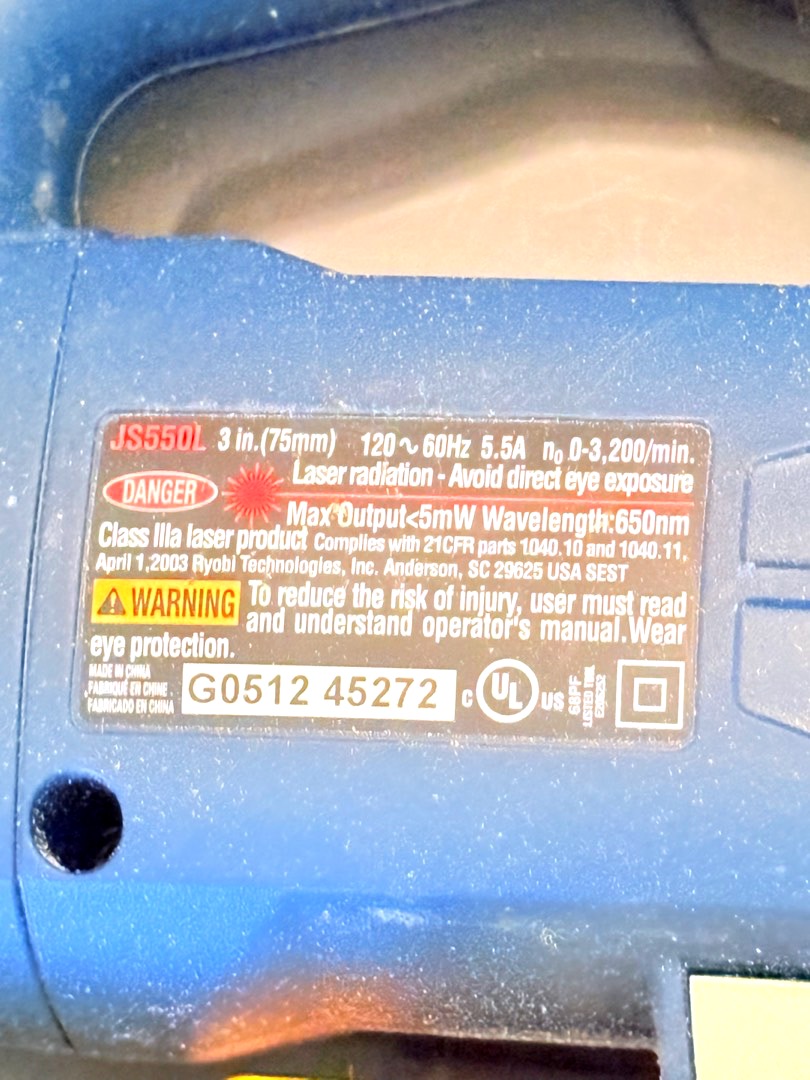 JS550L 3 in.(75mm) 120~60Hz 5.5A n₀ 0-3,200/min.
DANGER Laser radiation - Avoid direct eye exposure
Max Output<5mW Wavelength:650nm
Class IIIa laser product Complies with 21CFR parts 1040.10 and 1040.11,
April 1,2003 Ryobi Technologies, Inc. Anderson, SC 29625 USA SEST
WARNING To reduce the risk of injury, user must read
and understand operator's manual.Wear
eye protection.
MADE IN CHINA
FABRIQUÉ EN CHINE
FABRICADO EN CHINA
G0512 45272
C UL US
68PF